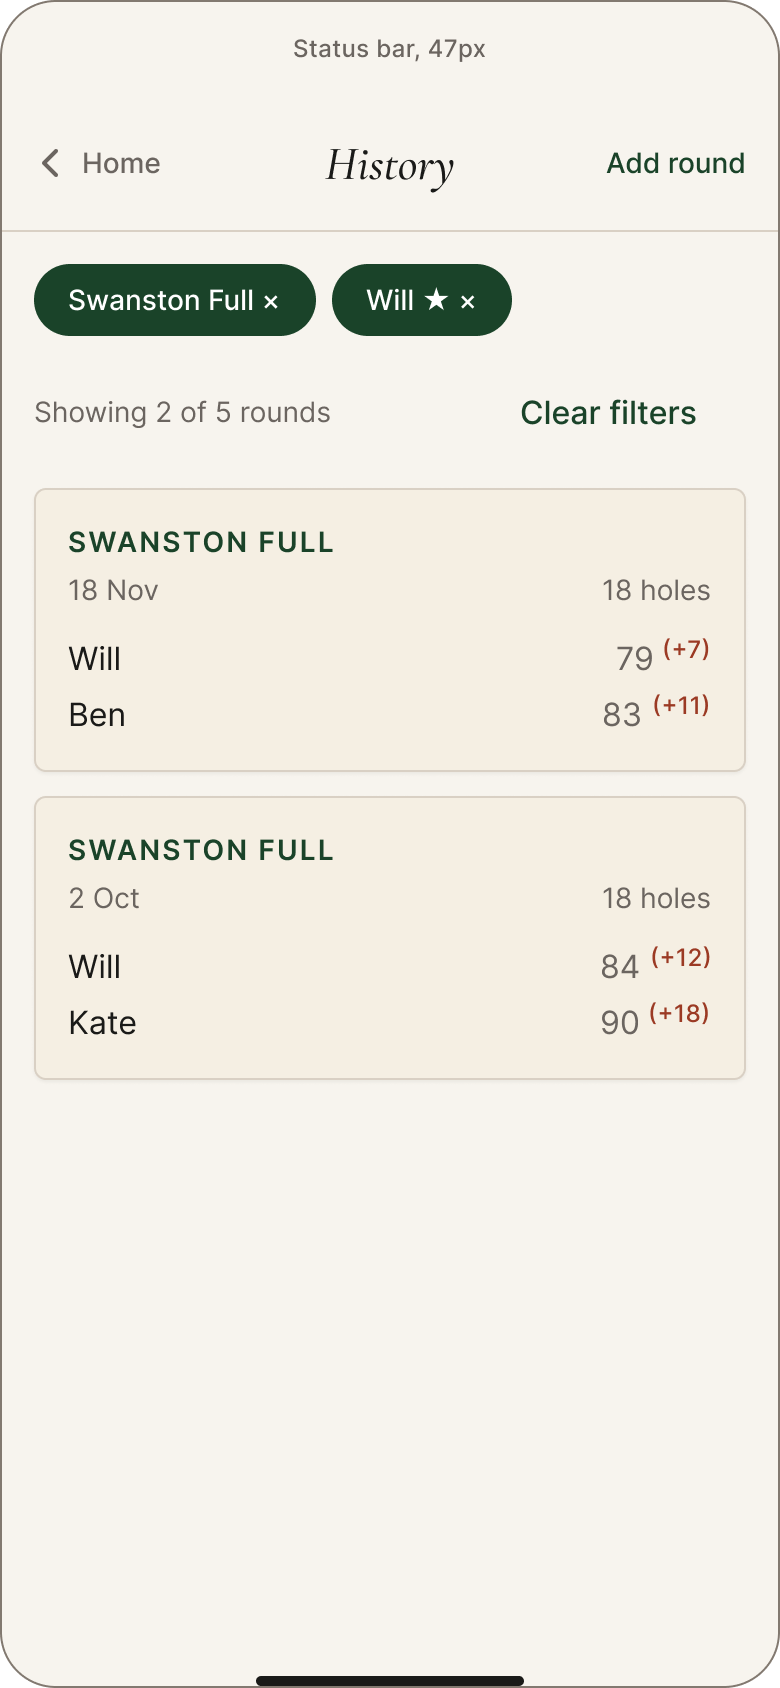 Status bar, 47px
Home History Add round
Swanston Full × Will ★ ×
Showing 2 of 5 rounds Clear filters
SWANSTON FULL
18 Nov 18 holes
Will 79 (+7)
Ben 83 (+11)
SWANSTON FULL
2 Oct 18 holes
Will 84 (+12)
Kate 90 (+18)